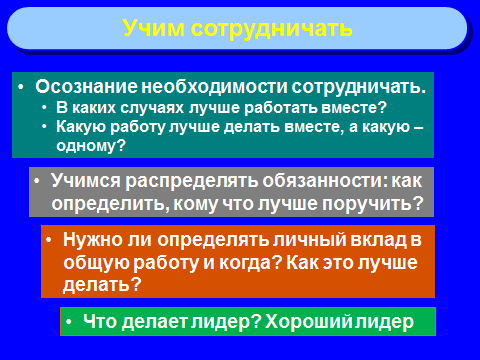 Учим сотрудничать
• Осознание необходимости сотрудничать.
• В каких случаях лучше работать вместе?
• Какую работу лучше делать вместе, а какую –
одному?
• Учимся распределять обязанности: как
определить, кому что лучше поручить?
• Нужно ли определять личный вклад в
общую работу и когда? Как это лучше
делать?
• Что делает лидер? Хороший лидер